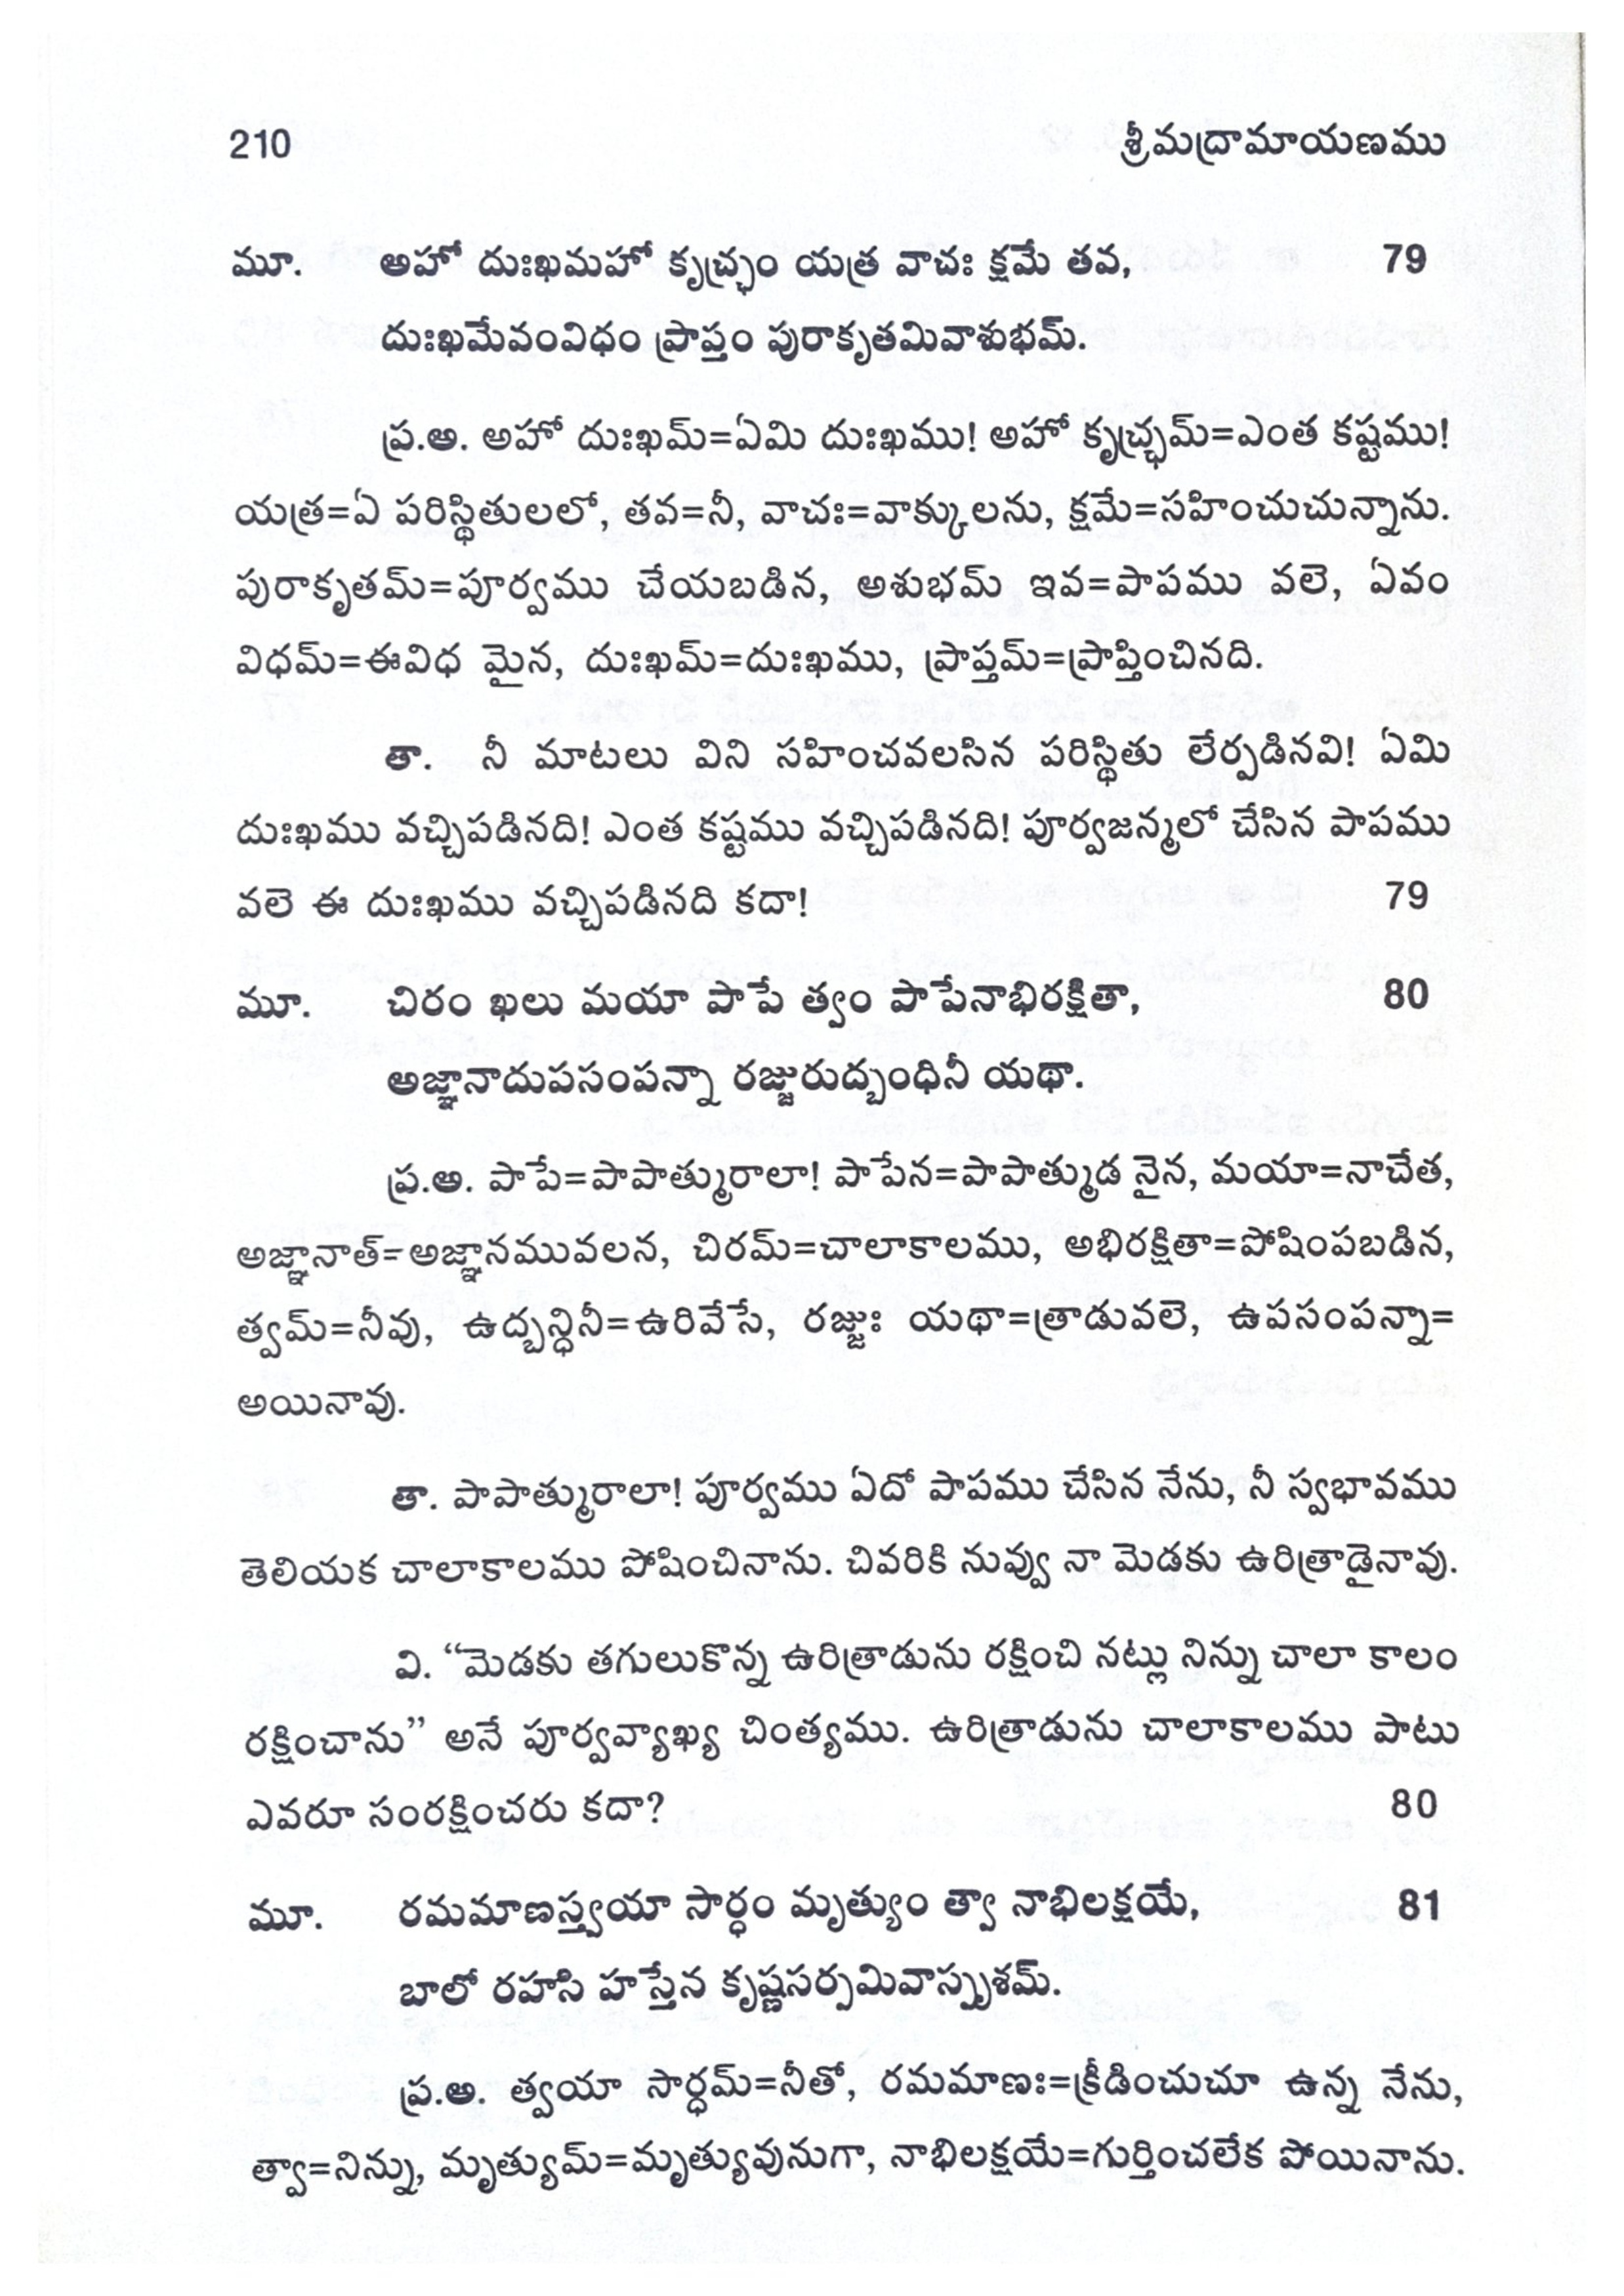 210 శ్రీమద్రామాయణము
మూ. అహో దుఃఖమహో కృచ్ఛ్రం యత్ర వాచః క్షమే తవ, 79
దుఃఖమేవంవిధం ప్రాప్తం పురాకృతమివాశుభమ్.
ప్ర.అ. అహో దుఃఖమ్=ఏమి దుఃఖము! అహో కృచ్ఛ్రమ్=ఎంత కష్టము!
యత్ర=ఏ పరిస్థితులలో, తవ=నీ, వాచః=వాక్కులను, క్షమే=సహించుచున్నాను.
పురాకృతమ్=పూర్వము చేయబడిన, అశుభమ్ ఇవ=పాపము వలె, ఏవం
విధమ్=ఈవిధ మైన, దుఃఖమ్=దుఃఖము, ప్రాప్తమ్=ప్రాప్తించినది.
తా. నీ మాటలు విని సహించవలసిన పరిస్థితు లేర్పడినవి! ఏమి
దుఃఖము వచ్చిపడినది! ఎంత కష్టము వచ్చిపడినది! పూర్వజన్మలో చేసిన పాపము
వలె ఈ దుఃఖము వచ్చిపడినది కదా! 79
మూ. చిరం ఖలు మయా పాపే త్వం పాపేనాభిరక్షితా, 80
అజ్ఞానాదుపసంపన్నా రజ్జురుద్బంధినీ యథా.
ప్ర.అ. పాపే=పాపాత్మురాలా! పాపేన=పాపాత్ముడ నైన, మయా=నాచేత,
అజ్ఞానాత్=అజ్ఞానమువలన, చిరమ్=చాలాకాలము, అభిరక్షితా=పోషింపబడిన,
త్వమ్=నీవు, ఉద్బన్ధినీ=ఉరివేసే, రజ్జుః యథా=త్రాడువలె, ఉపసంపన్నా=
అయినావు.
తా. పాపాత్మురాలా! పూర్వము ఏదో పాపము చేసిన నేను, నీ స్వభావము
తెలియక చాలాకాలము పోషించినాను. చివరికి నువ్వు నా మెడకు ఉరిత్రాడైనావు.
వి. “మెడకు తగులుకొన్న ఉరిత్రాడును రక్షించి నట్లు నిన్ను చాలా కాలం
రక్షించాను” అనే పూర్వవ్యాఖ్య చింత్యము. ఉరిత్రాడును చాలాకాలము పాటు
ఎవరూ సంరక్షించరు కదా? 80
మూ. రమమాణస్త్వయా సార్ధం మృత్యుం త్వా నాభిలక్షయే, 81
బాలో రహసి హస్తేన కృష్ణసర్పమివాస్పృశమ్.
ప్ర.అ. త్వయా సార్ధమ్=నీతో, రమమాణః=క్రీడించుచూ ఉన్న నేను,
త్వా=నిన్ను, మృత్యుమ్=మృత్యువునుగా, నాభిలక్షయే=గుర్తించలేక పోయినాను.